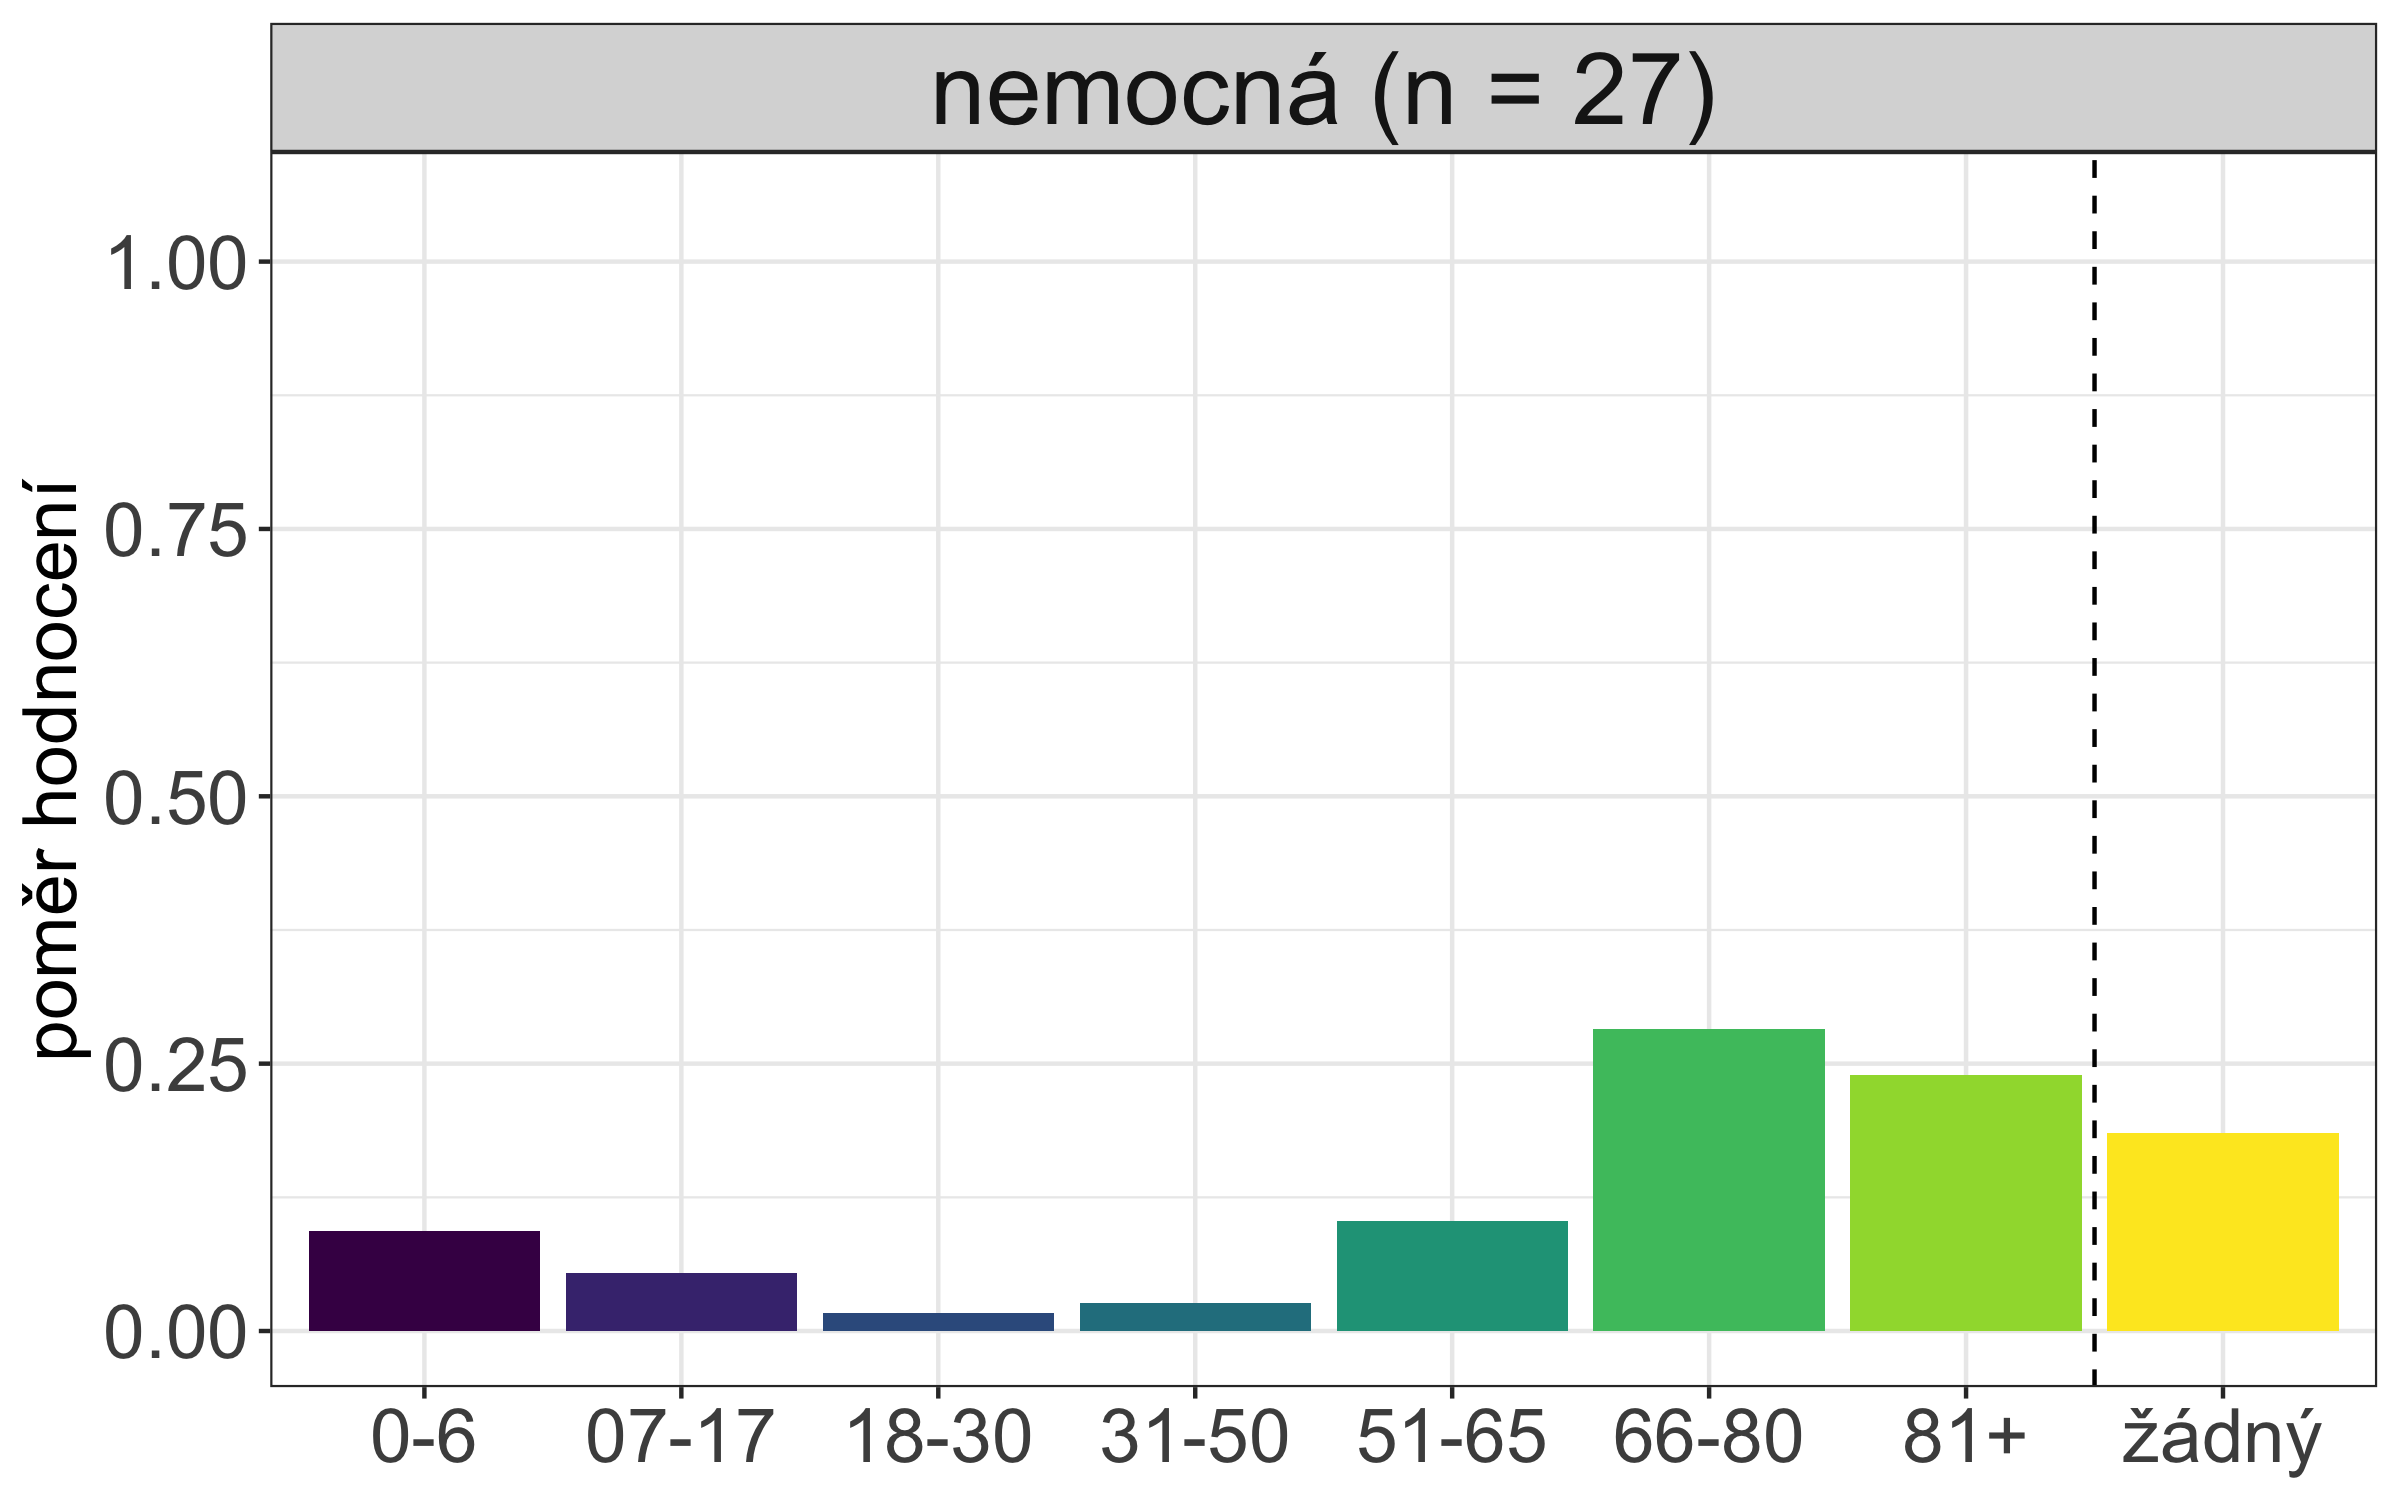 nemocná (n = 27)
poměr hodnocení
1.00
0.75
0.50
0.25
0.00
0-6 07-17 18-30 31-50 51-65 66-80 81+ žádný